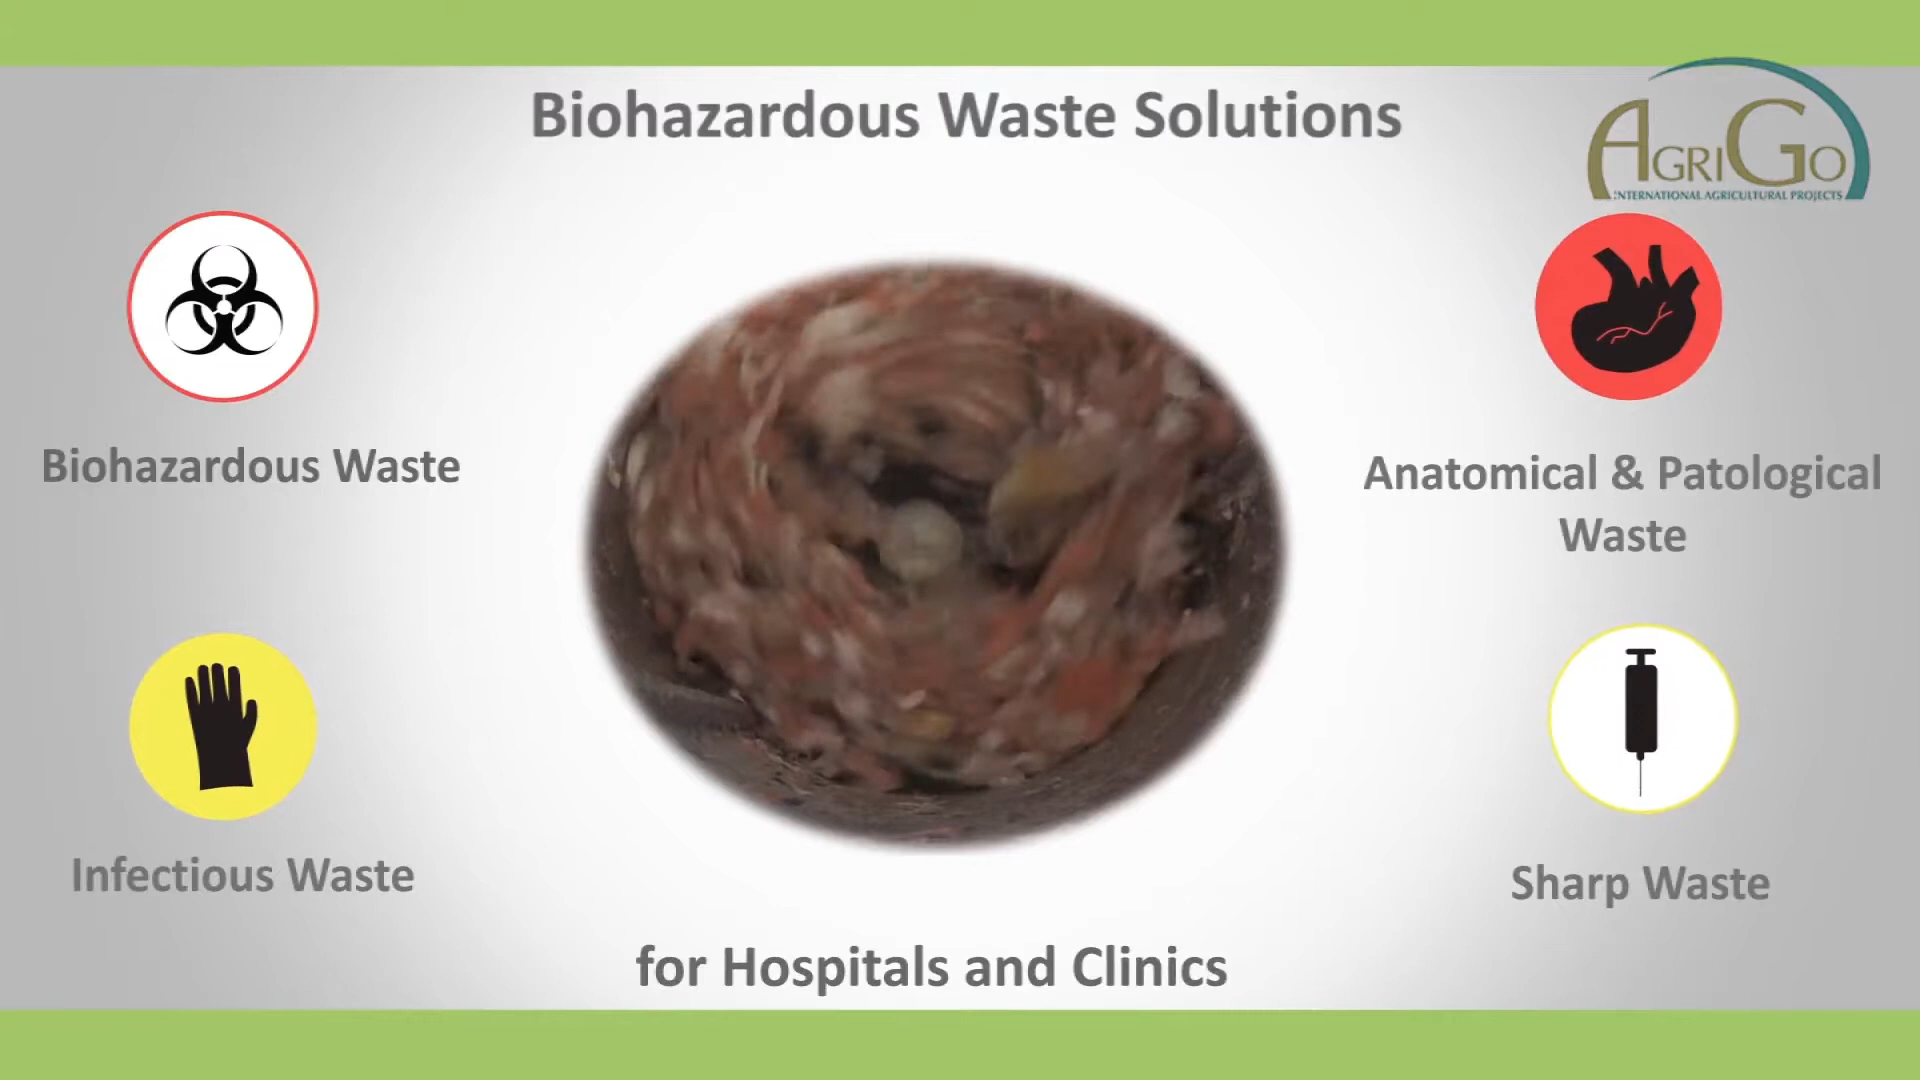 Biohazardous Waste Solutions
AGRIGO
INTERNATIONAL AGRICULTURAL PROJECTS
Biohazardous Waste
Anatomical & Patological
Waste
Infectious Waste
Sharp Waste
for Hospitals and Clinics